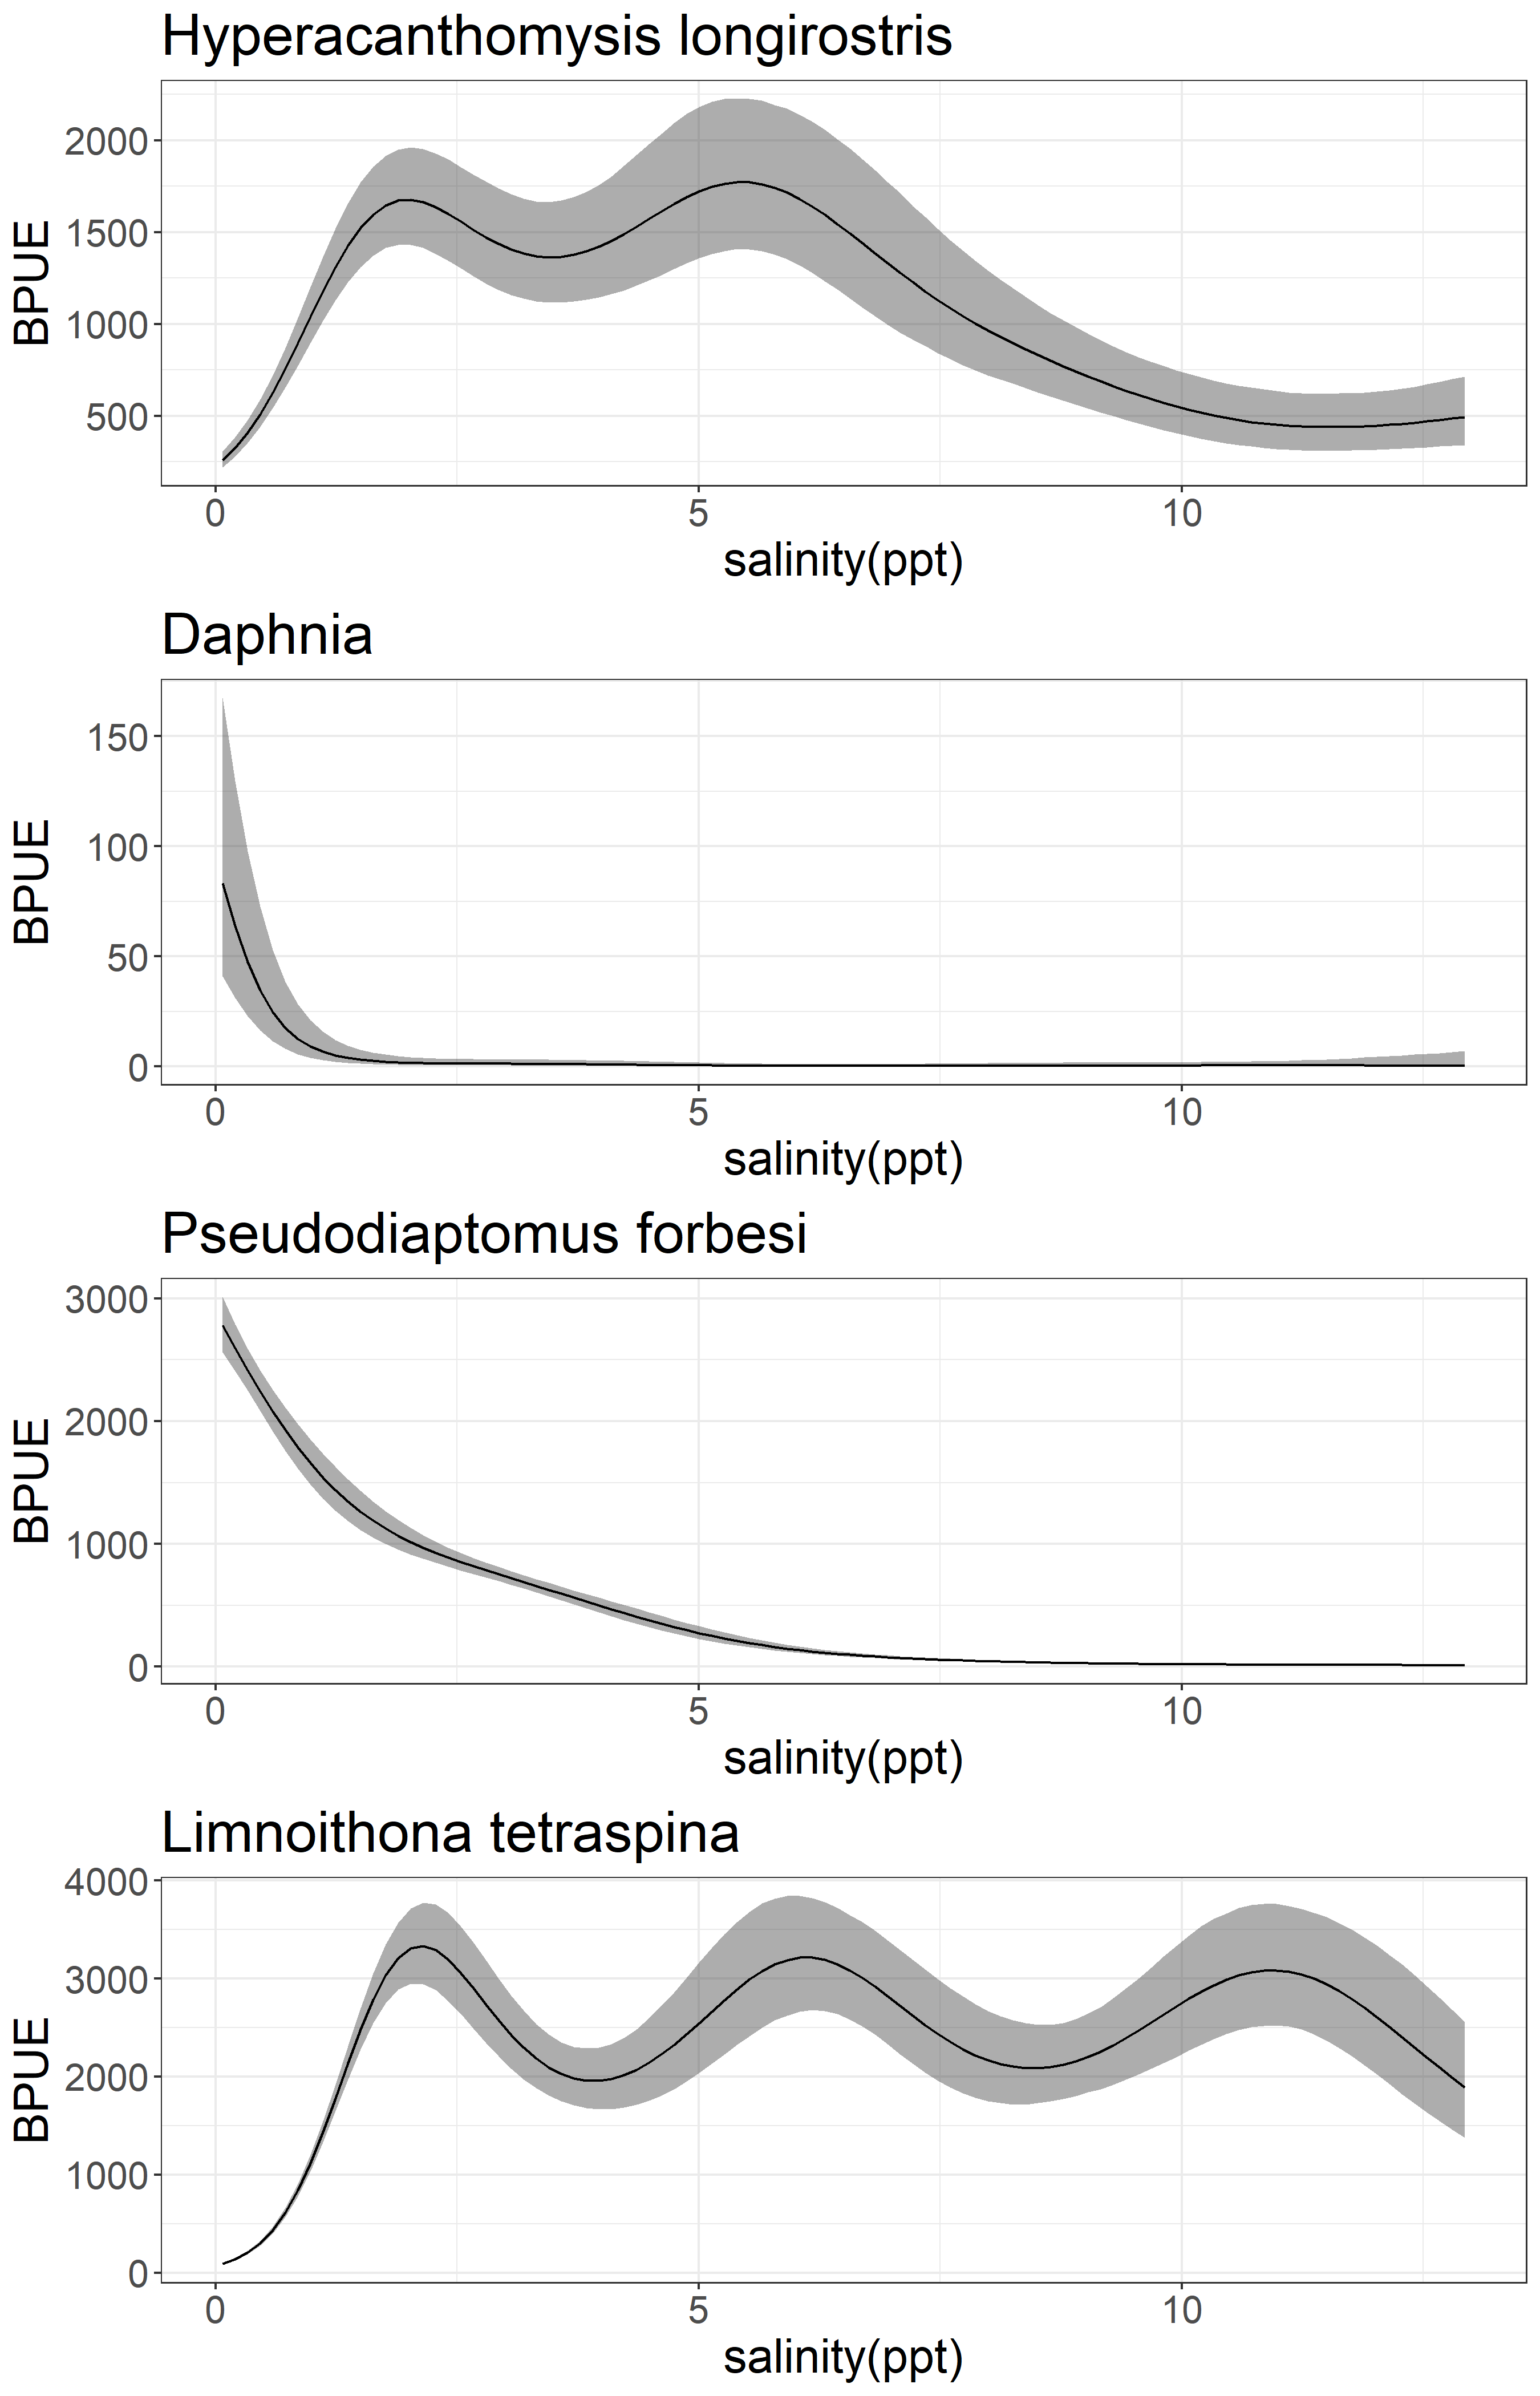 Hyperacanthomysis longirostris
BPUE
2000
1500
1000
500
0 5 10
salinity(ppt)
Daphnia
BPUE
150
100
50
0
0 5 10
salinity(ppt)
Pseudodiaptomus forbesi
BPUE
3000
2000
1000
0
0 5 10
salinity(ppt)
Limnoithona tetraspina
BPUE
4000
3000
2000
1000
0
0 5 10
salinity(ppt)